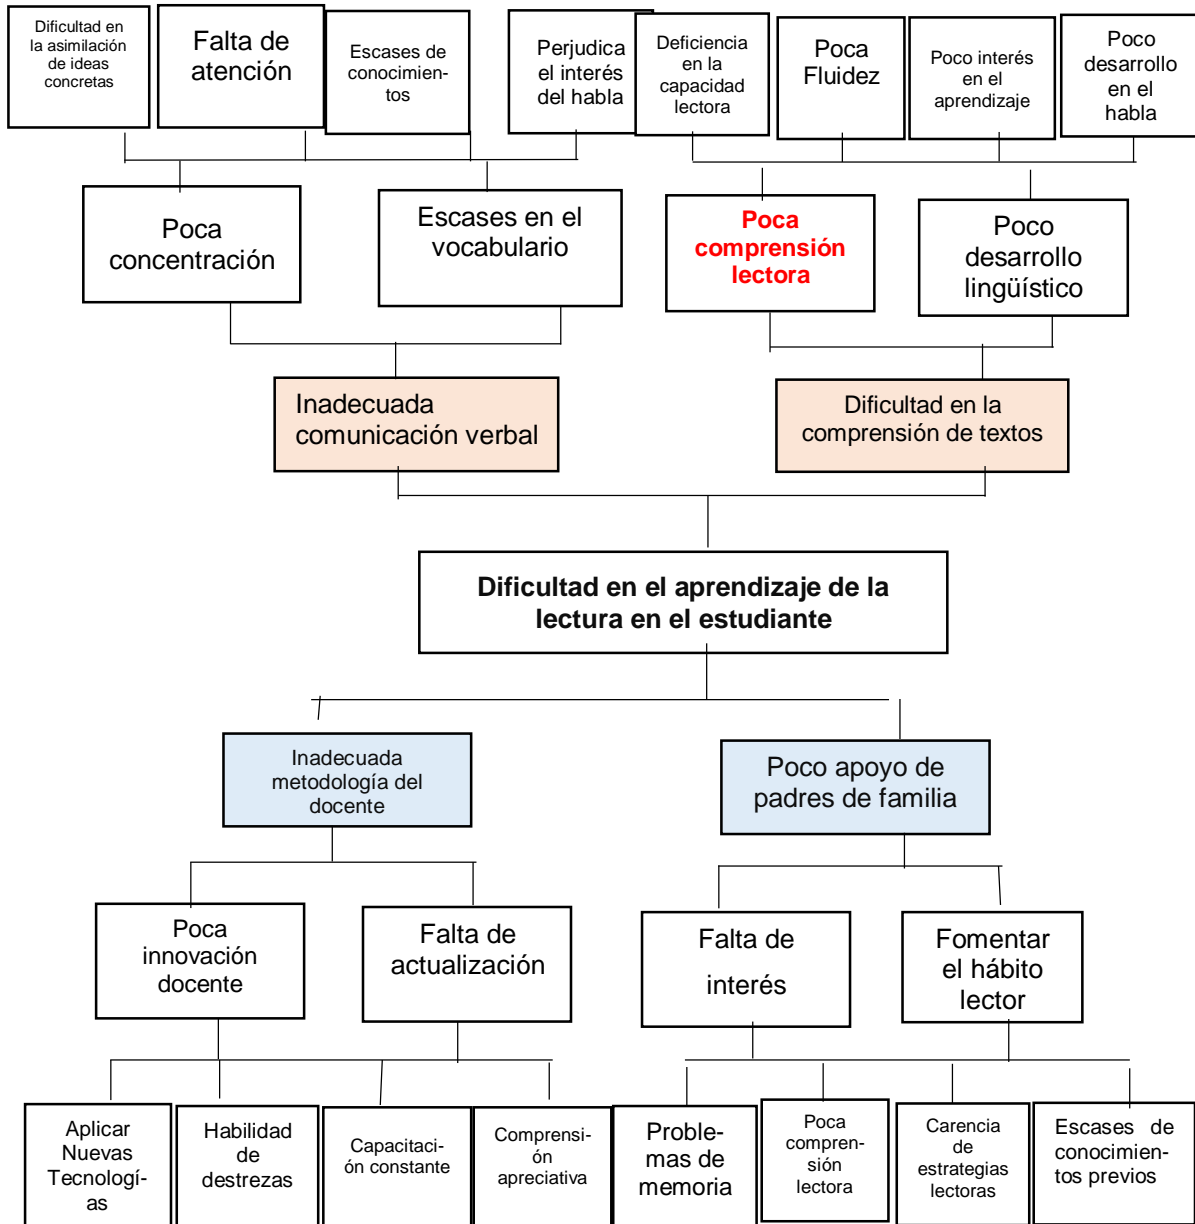 Dificultad en
la asimilación
de ideas
concretas
Falta de
atención
Escases de
conocimien-
tos
Perjudica
el interés
del habla
Deficiencia
en la
capacidad
lectora
Poca
Fluidez
Poco interés
en el
aprendizaje
Poco
desarrollo
en el
habla
Poca
concentración
Escases en el
vocabulario
Poca
comprensión
lectora
Poco
desarrollo
lingüístico
Inadecuada
comunicación verbal
Dificultad en la
comprensión de textos
Dificultad en el aprendizaje de la
lectura en el estudiante
Inadecuada
metodología del
docente
Poco apoyo de
padres de familia
Poca
innovación
docente
Falta de
actualización
Falta de
interés
Fomentar
el hábito
lector
Aplicar
Nuevas
Tecnologí-
as
Habilidad
de
destrezas
Capacitaci-
ón constante
Comprensi-
ón
apreciativa
Proble-
mas de
memoria
Poca
compren-
sión
lectora
Carencia
de
estrategias
lectoras
Escases de
conocimien-
tos previos